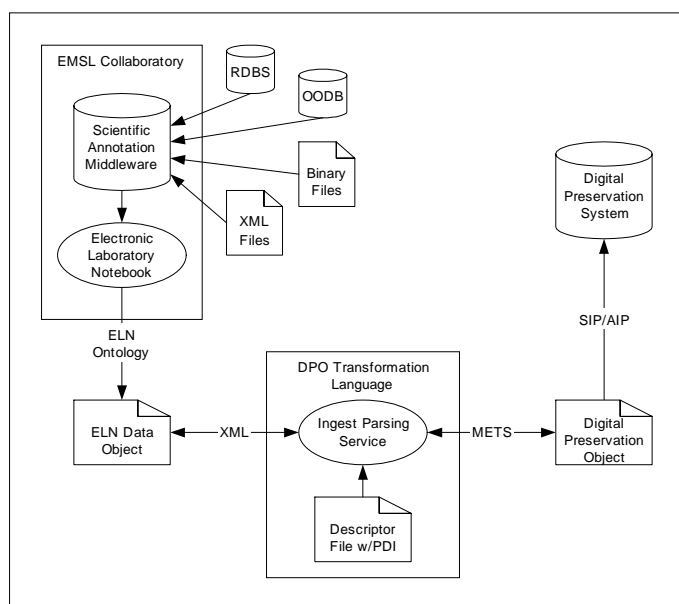 EMSL Collaboratory
RDBS
OODB
Scientific
Annotation
Middleware
Binary
Files
XML
Files
Electronic
Laboratory
Notebook
Digital
Preservation
System
ELN
Ontology
SIP/AIP
DPO Transformation
Language
ELN Data
Object
XML
Ingest Parsing
Service
METS
Digital
Preservation
Object
Descriptor
File w/PDI